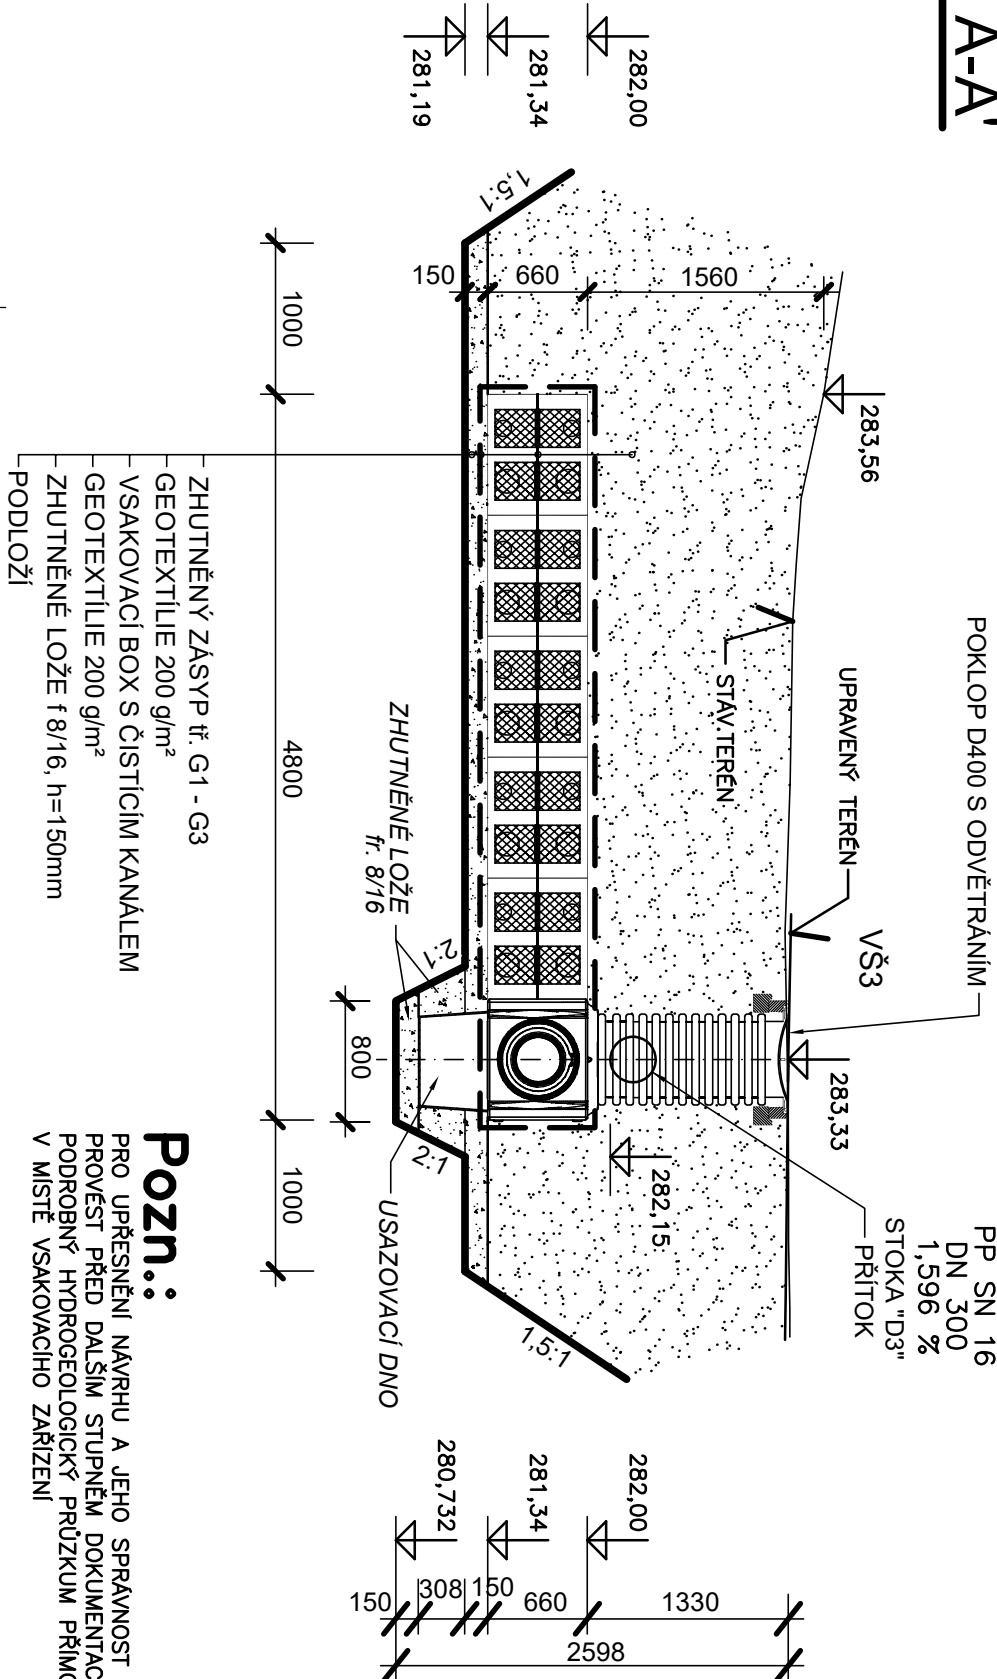 A-A'
282,00
281,34
281,19
1,5:1
150
660
1560
283,56
1000
4800
1000
ZHUTNĚNÝ ZÁSYP tř. G1 - G3
GEOTEXTÍLIE 200 g/m²
VSAKOVACÍ BOX S ČISTÍCÍM KANÁLEM
GEOTEXTÍLIE 200 g/m²
ZHUTNĚNÉ LOŽE f 8/16, h=150mm
PODLOŽÍ
POKLOP D400 S ODVĚTRÁNÍM
UPRAVENÝ TERÉN
STÁV.TERÉN
VŠ3
283,33
ZHUTNĚNÉ LOŽE
fr. 8/16
2:1
800
2:1
USAZOVACÍ DNO
282,15
PP SN 16
DN 300
1,596 %
STOKA "D3"
PŘÍTOK
1,5:1
282,00
281,34
280,732
150
308
150
660
1330
2598
Pozn.:
PRO UPŘESNĚNÍ NÁVRHU A JEHO SPRÁVNOST
PROVÉST PŘED DALŠÍM STUPNĚM DOKUMENTAC
PODROBNÝ HYDROGEOLOGICKÝ PRŮZKUM PŘÍMO
V MÍSTĚ VSAKOVACÍHO ZAŘÍZENÍ